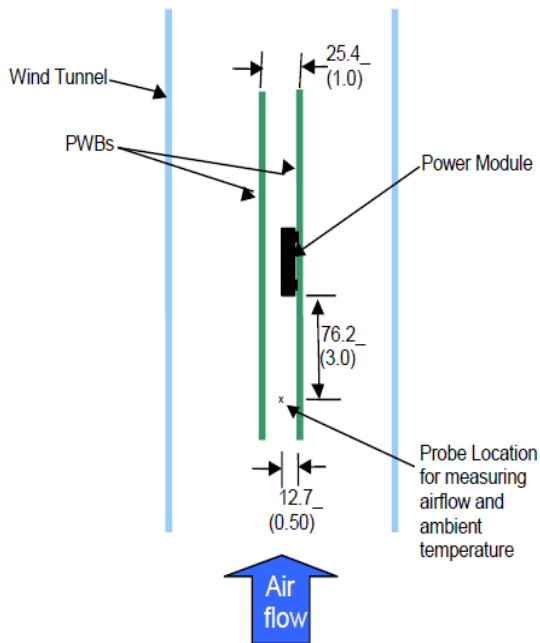 25.4_
(1.0)
Wind Tunnel
PWBs
Power Module
76.2_
(3.0)
x
Probe Location
for measuring
airflow and
ambient
temperature
12.7_
(0.50)
Air
flow